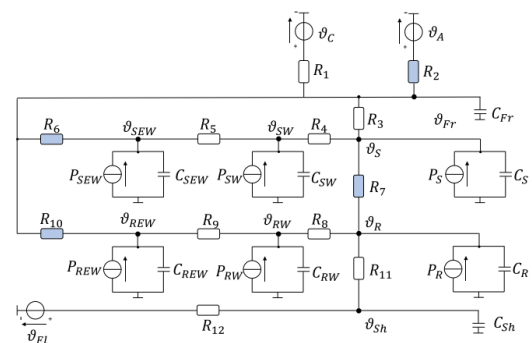 ϑ_C ϑ_A
R_1 R_2
C_Fr
R_6 ϑ_SEW R_5 ϑ_SW R_4 R_3 ϑ_Fr
ϑ_S
P_SEW C_SEW P_SW C_SW R_7 P_S C_S
R_10 ϑ_REW R_9 ϑ_RW R_8 ϑ_R
P_REW C_REW P_RW C_RW R_11 P_R C_R
ϑ_Fl R_12 ϑ_Sh C_Sh
+ − + − + −